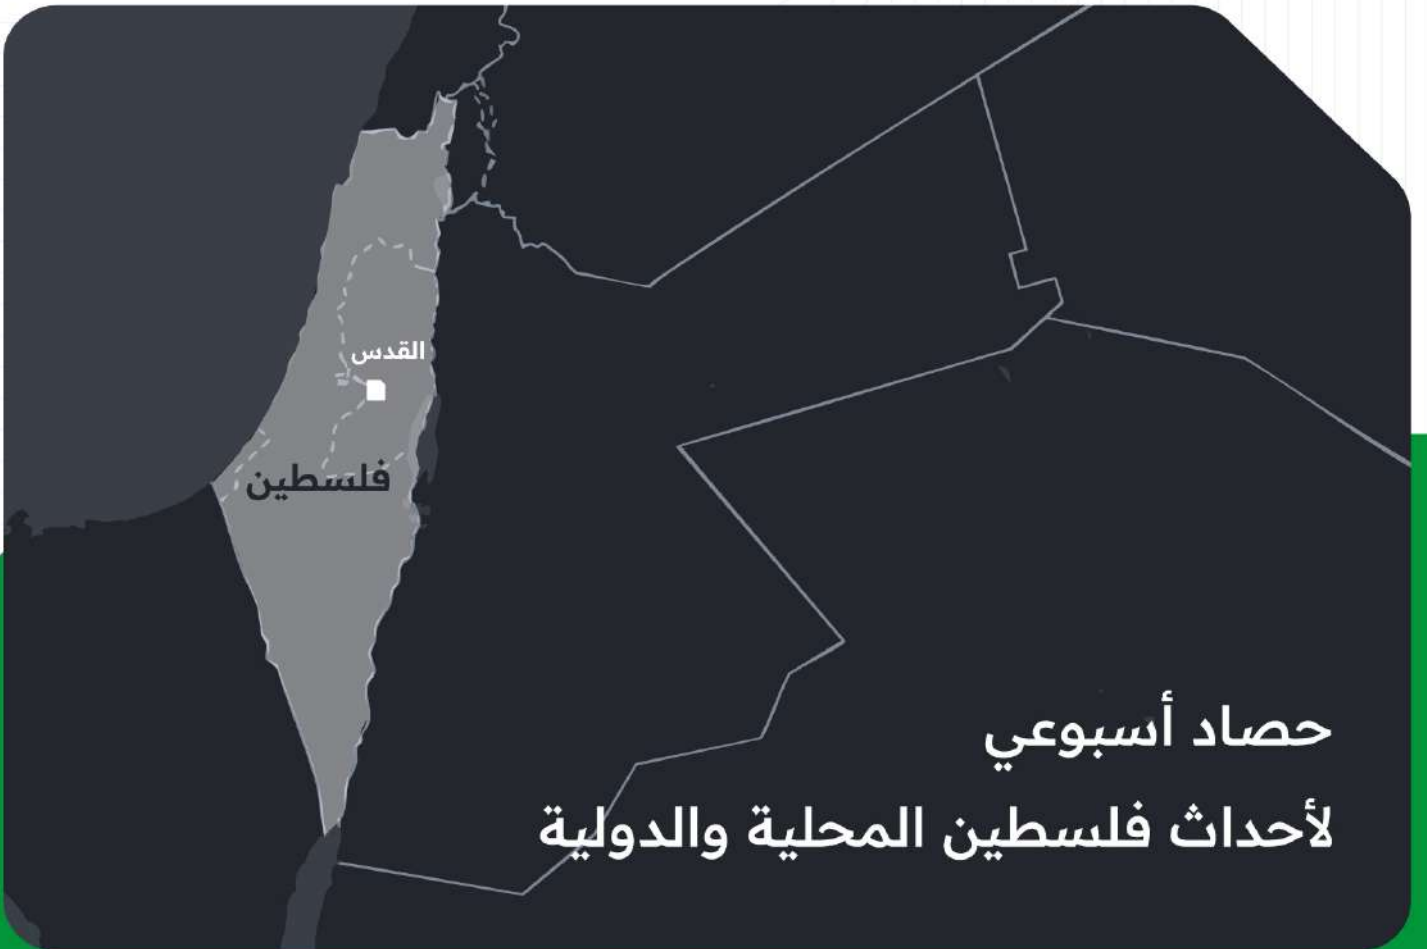 القدس
فلسطين
حصاد أسبوعي
لأحداث فلسطين المحلية والدولية